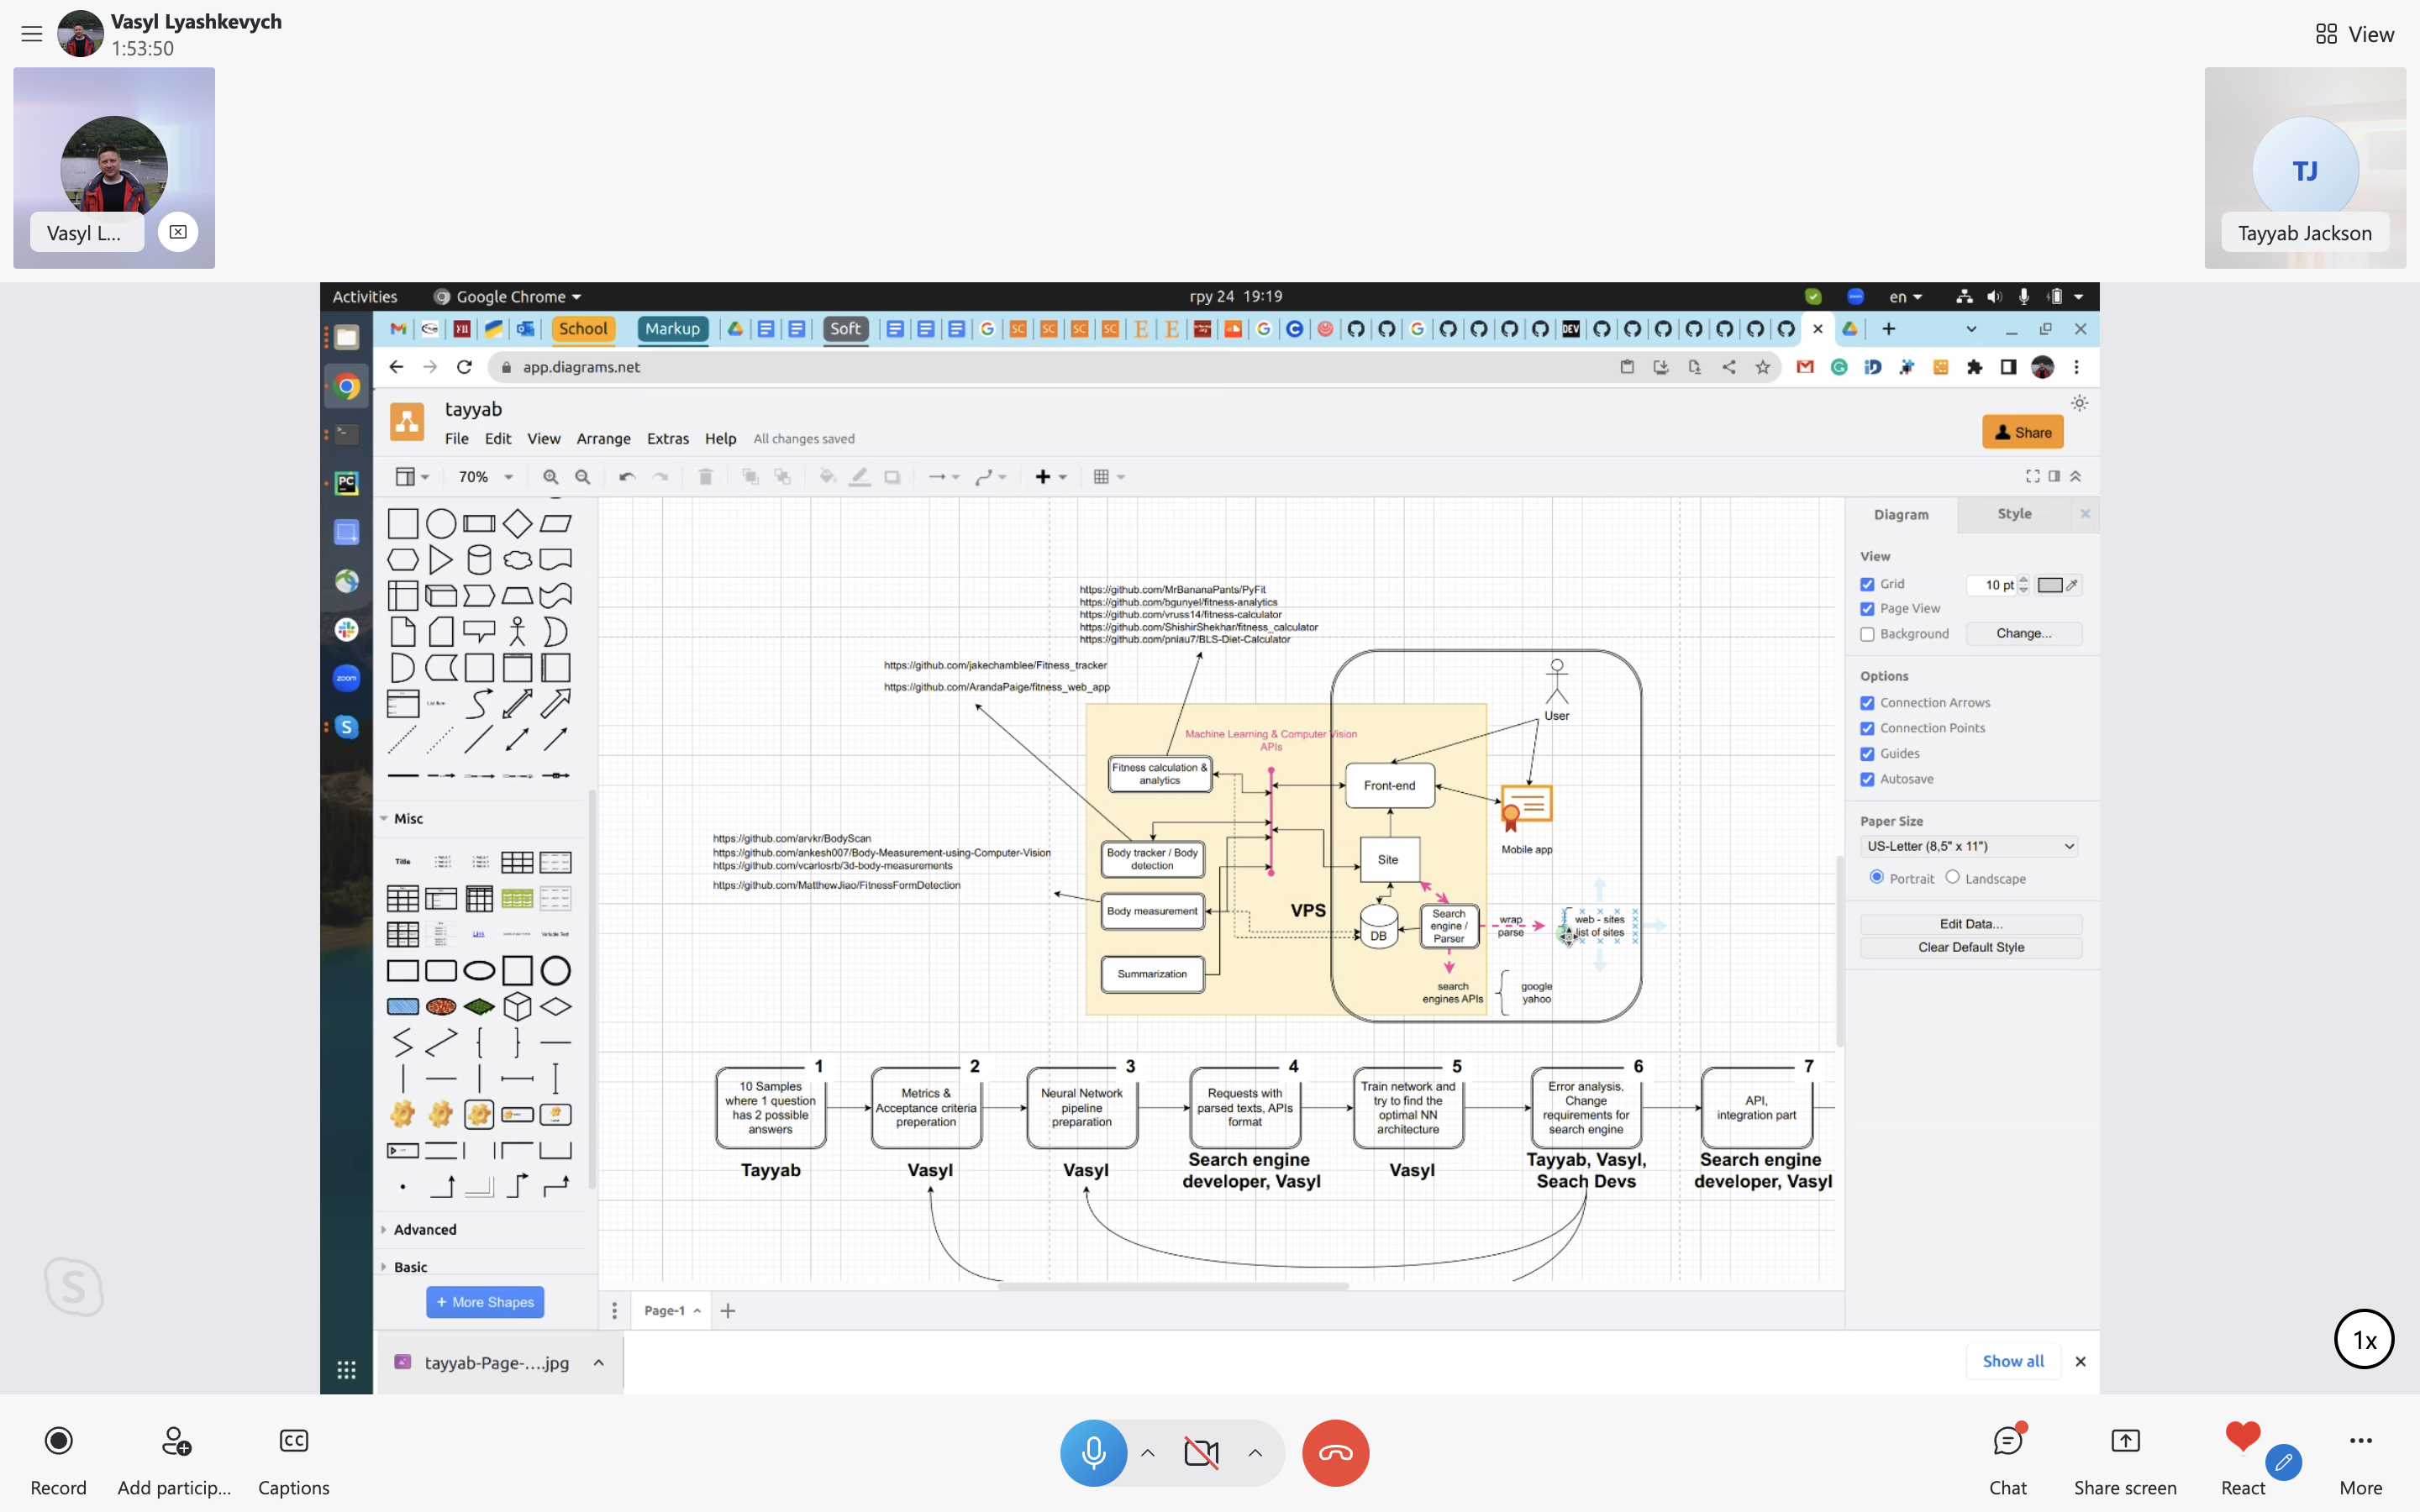 Vasyl Lyashkevych
1:53:50
View
Vasyl L...
TJ
Tayyab Jackson
Activities
Google Chrome
гру 24 19:19
en
School
Markup
Soft
DEV
app.diagrams.net
tayyab
File Edit View Arrange Extras Help All changes saved
Share
70%
Diagram
Style
View
Grid
10 pt
Page View
Background
Change...
Options
Connection Arrows
Connection Points
Guides
Autosave
Paper Size
US-Letter (8,5" x 11")
Portrait
Landscape
Edit Data...
Clear Default Style
Misc
Title
Link
Advanced
Basic
+ More Shapes
https://github.com/MrBananaPants/PyFit
https://github.com/bgunyel/fitness-analytics
https://github.com/vruss14/fitness-calculator
https://github.com/ShishirShekhar/fitness_calculator
https://github.com/pniau7/BLS-Diet-Calculator
https://github.com/jakechamblee/Fitness_tracker
https://github.com/ArandaPaige/fitness_web_app
https://github.com/arvkr/BodyScan
https://github.com/ankesh007/Body-Measurement-using-Computer-Vision
https://github.com/vcarlosrb/3d-body-measurements
https://github.com/MatthewJiao/FitnessFormDetection
Machine Learning & Computer Vision
APIs
Fitness calculation &
analytics
Body tracker / Body
detection
Body measurement
Summarization
VPS
User
Front-end
Mobile app
Site
DB
Search
engine /
Parser
wrap
parse
web - sites
list of sites
search
engines APIs
google
yahoo
1
10 Samples
where 1 question
has 2 possible
answers
Tayyab
2
Metrics &
Acceptance criteria
preperation
Vasyl
3
Neural Network
pipeline
preparation
Vasyl
4
Requests with
parsed texts, APIs
format
Search engine
developer, Vasyl
5
Train network and
try to find the
optimal NN
architecture
Vasyl
6
Error analysis,
Change
requirements for
search engine
Tayyab, Vasyl,
Seach Devs
7
API,
integration part
Search engine
developer, Vasyl
Page-1
tayyab-Page-....jpg
Show all
1x
Record
Add particip...
Captions
Chat
Share screen
React
More